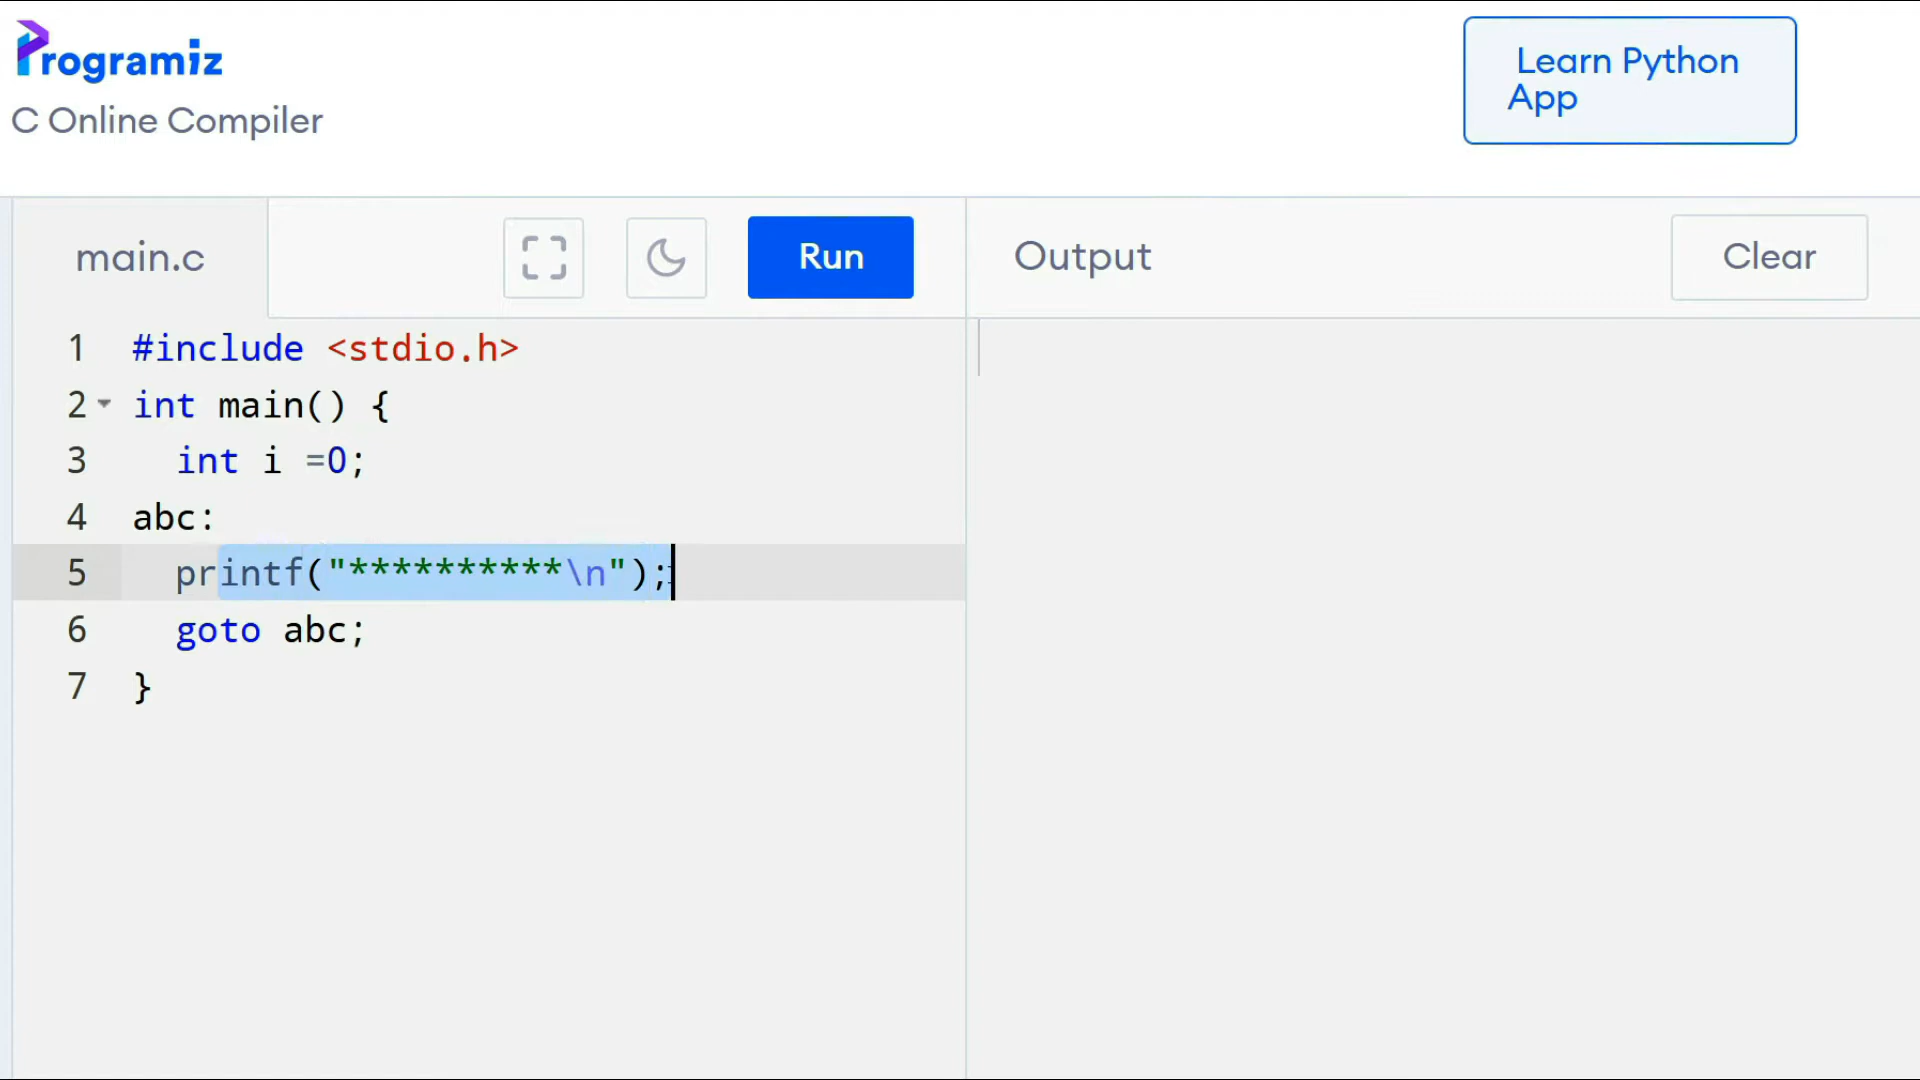 Programiz
C Online Compiler
Learn Python
App
main.c
Run
Output
Clear
1 #include <stdio.h>
2 int main() {
3   int i =0;
4 abc:
5   printf("**********\n");
6   goto abc;
7 }